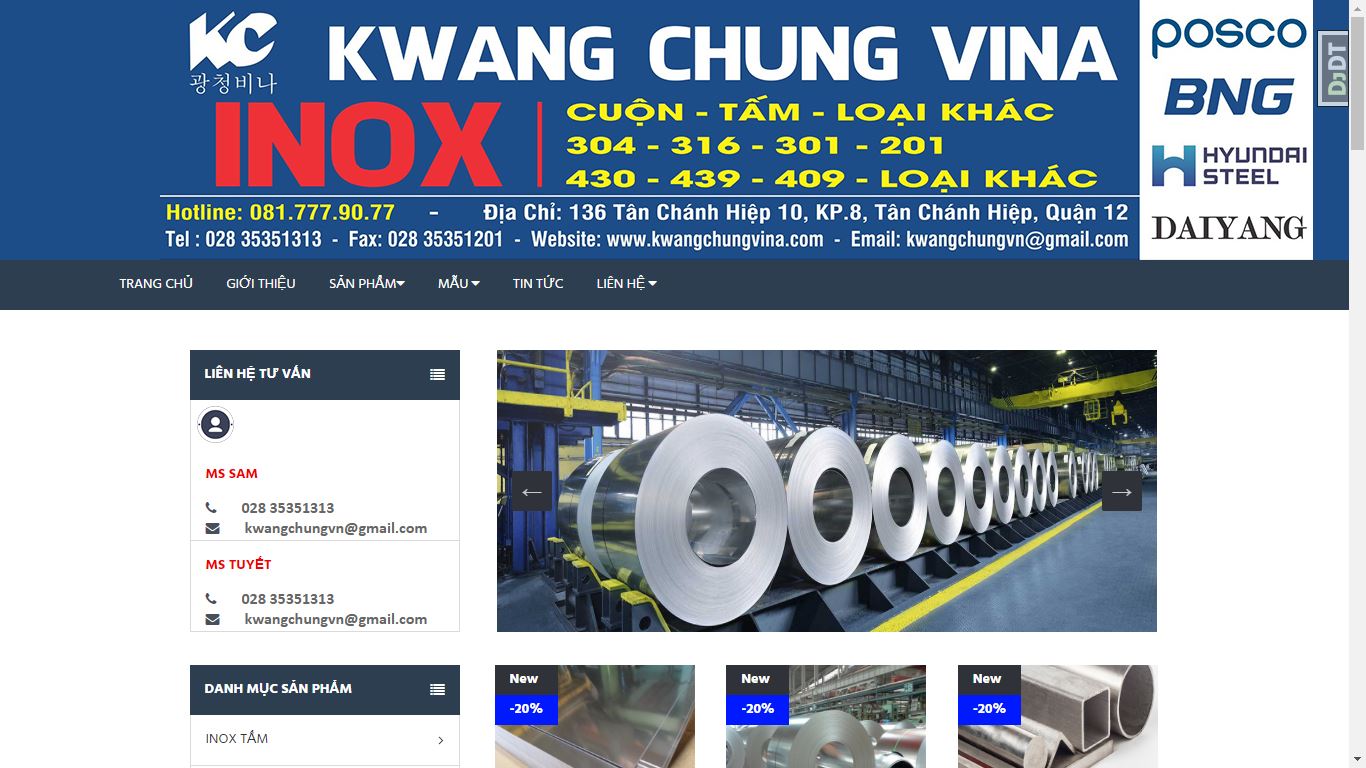 KC
광청비나
KWANG CHUNG VINA
INOX
CUỘN - TẤM - LOẠI KHÁC
304 - 316 - 301 - 201
430 - 439 - 409 - LOẠI KHÁC
Hotline: 081.777.90.77 - Địa Chỉ: 136 Tân Chánh Hiệp 10, KP.8, Tân Chánh Hiệp, Quận 12
Tel : 028 35351313 - Fax: 028 35351201 - Website: www.kwangchungvina.com - Email: kwangchungvn@gmail.com
posco
BNG
HYUNDAI
STEEL
DAIYANG
DjDT
TRANG CHỦ GIỚI THIỆU SẢN PHẨM MẪU TIN TỨC LIÊN HỆ
LIÊN HỆ TƯ VẤN
MS SAM
028 35351313
kwangchungvn@gmail.com
MS TUYẾT
028 35351313
kwangchungvn@gmail.com
DANH MỤC SẢN PHẨM
INOX TẤM
New
-20%
New
-20%
New
-20%